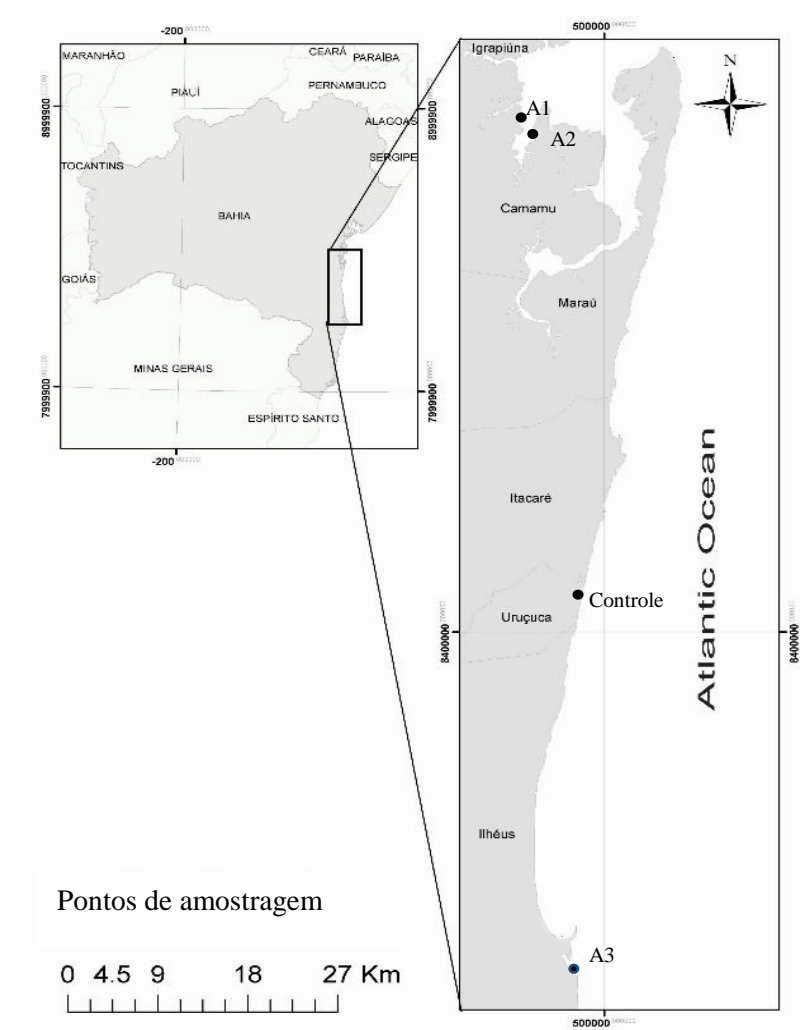 -200
500000
MARANHÃO
CEARÁ
PARAÍBA
PIAUÍ
PERNAMBUCO
ALAGOAS
SERGIPE
TOCANTINS
BAHIA
GOIÁS
MINAS GERAIS
ESPÍRITO SANTO
8999900
8999900
7999900
7999900
-200
Igrapiúna
N
A1
A2
Camamu
Maraú
Itacaré
Controle
Uruçuca
8400000
8400000
Atlantic Ocean
Ilhéus
A3
500000
Pontos de amostragem
0 4.5 9 18 27 Km